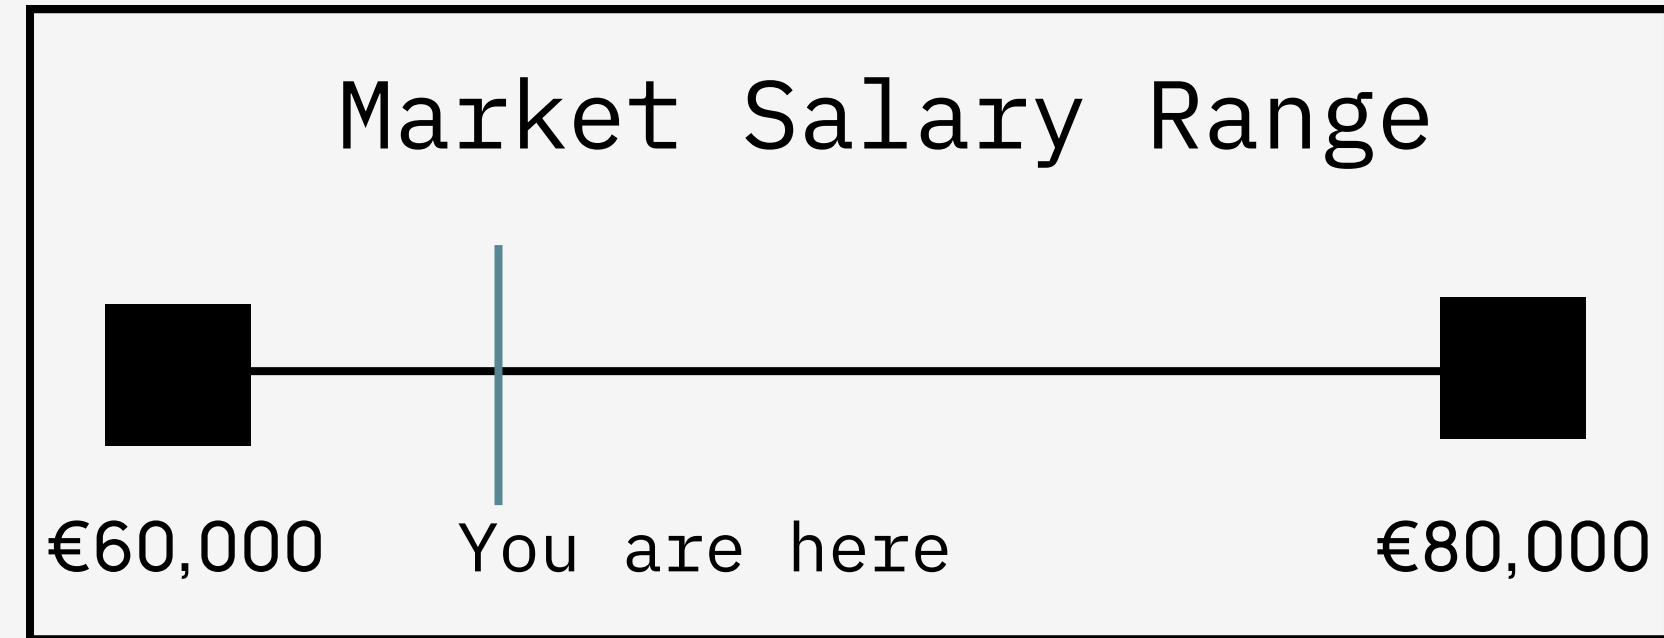 Market Salary Range
€60,000 You are here €80,000